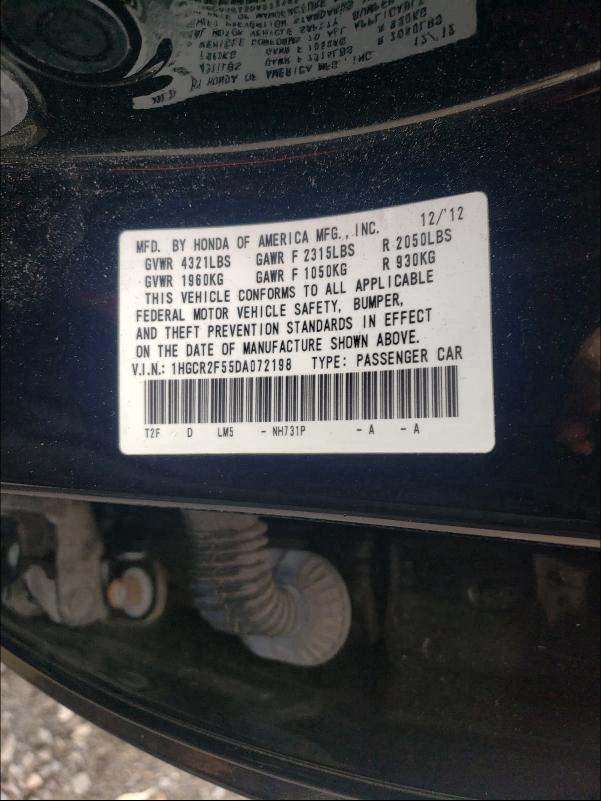 MFD. BY HONDA OF AMERICA MFG., INC. 12/'12
GVWR 4321LBS GAWR F 2315LBS R 2050LBS
GVWR 1960KG GAWR F 1050KG R 930KG
THIS VEHICLE CONFORMS TO ALL APPLICABLE
FEDERAL MOTOR VEHICLE SAFETY, BUMPER,
AND THEFT PREVENTION STANDARDS IN EFFECT
ON THE DATE OF MANUFACTURE SHOWN ABOVE.
V.I.N.: 1HGCR2F55DA072198 TYPE: PASSENGER CAR
T2F D LM5 - NH731P - A - A